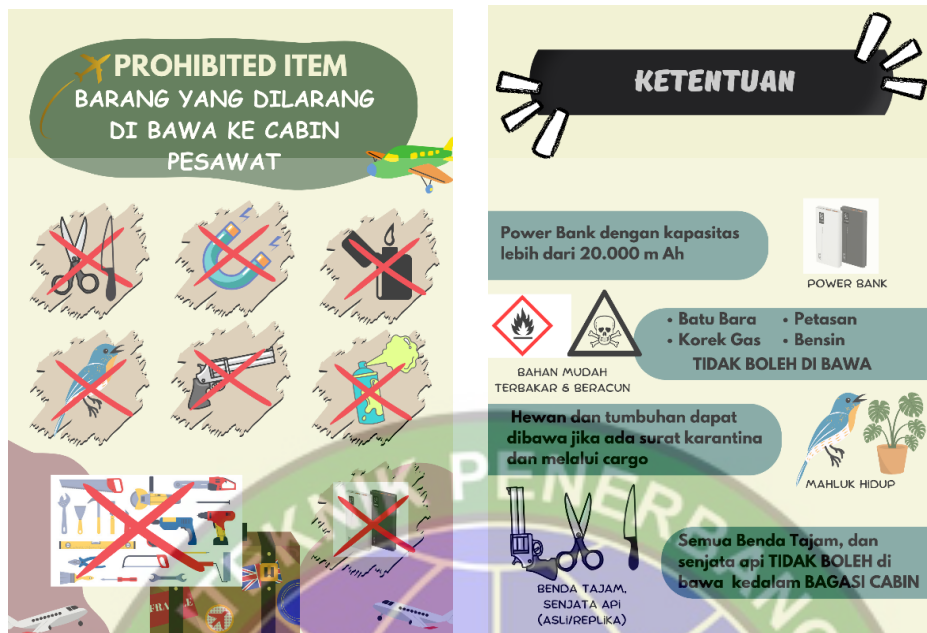 PROHIBITED ITEM
BARANG YANG DILARANG
DI BAWA KE CABIN
PESAWAT
FRAGILE
KETENTUAN
Power Bank dengan kapasitas
lebih dari 20.000 m Ah
POWER BANK
• Batu Bara • Petasan
• Korek Gas • Bensin
TIDAK BOLEH DI BAWA
BAHAN MUDAH
TERBAKAR & BERACUN
Hewan dan tumbuhan dapat
dibawa jika ada surat karantina
dan melalui cargo
MAHLUK HIDUP
Semua Benda Tajam, dan
senjata api TIDAK BOLEH di
bawa kedalam BAGASI CABIN
BENDA TAJAM,
SENJATA API
(ASLI/REPLIKA)
PENERBANG